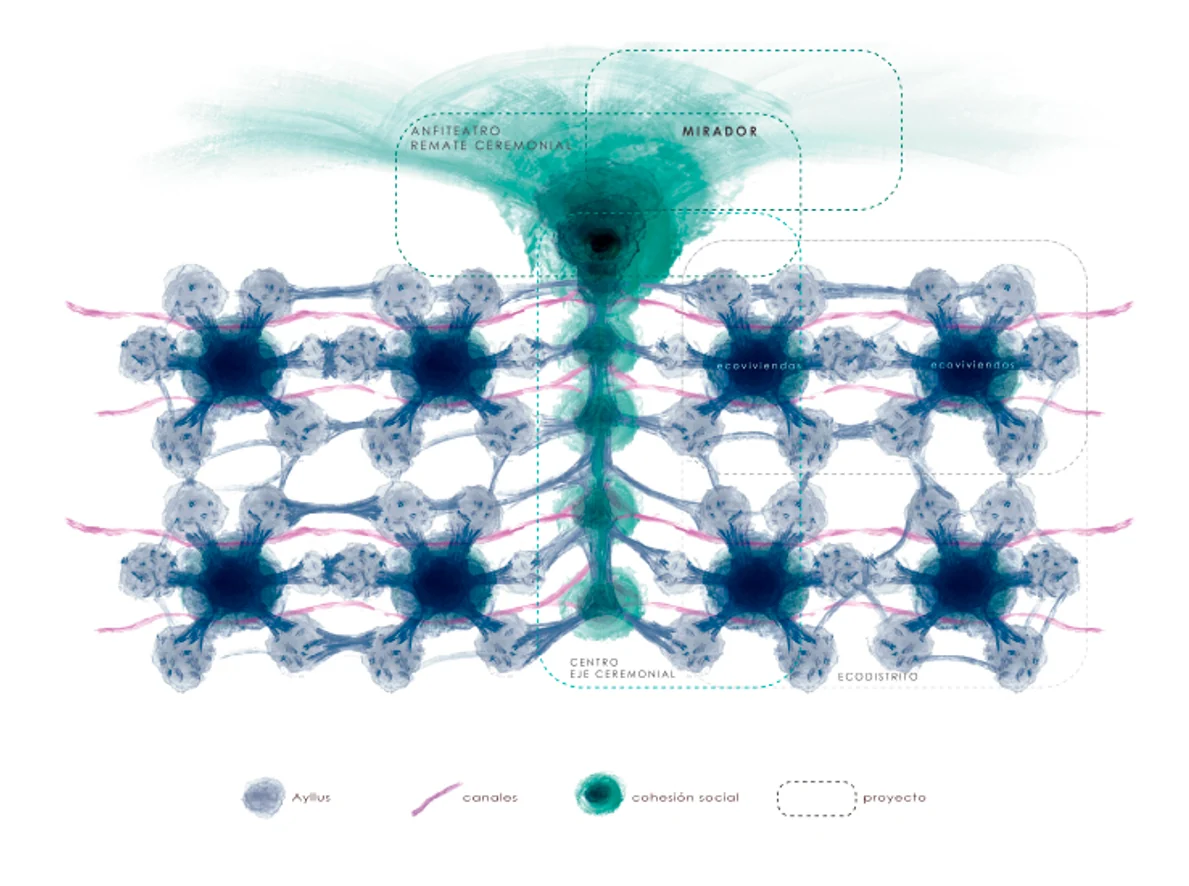 ANFITEATRO
REMATE CEREMONIAL
MIRADOR
ecoviviendas
ecoviviendas
CENTRO
EJE CEREMONIAL
ECODISTRITO
Ayllus
canales
cohesión social
proyecto